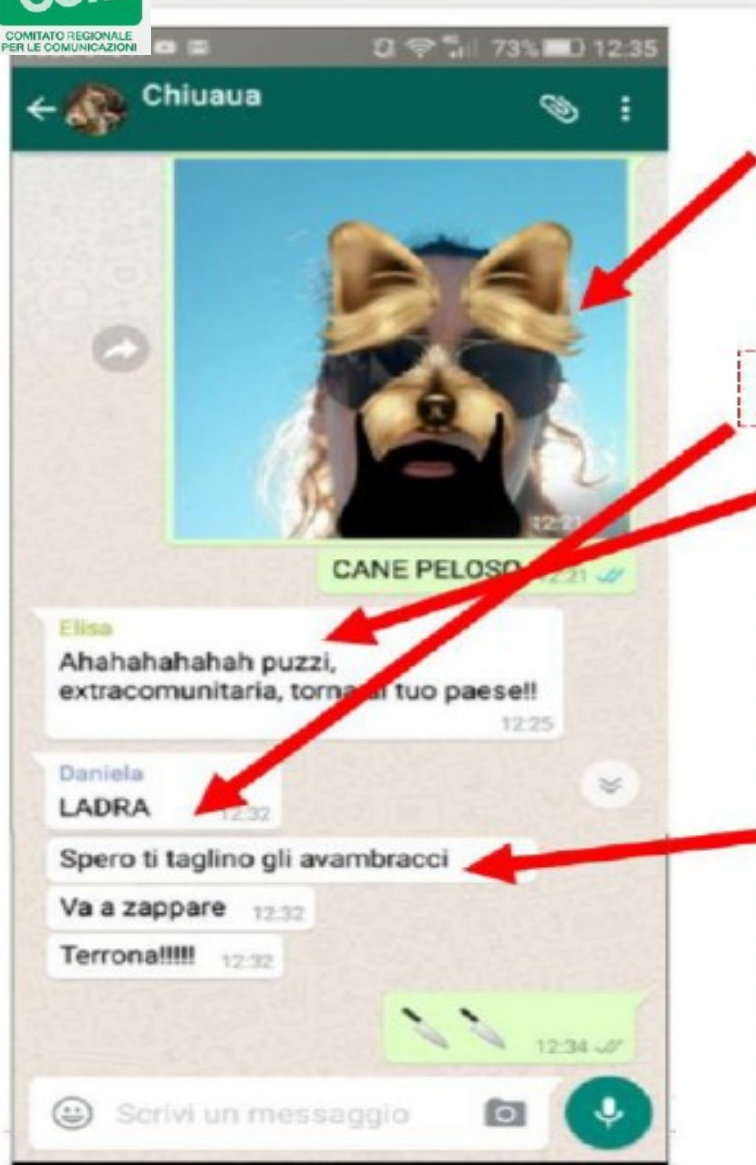 COMITATO REGIONALE
PER LE COMUNICAZIONI
73% 12:35
Chiuaua
12:21
CANE PELOSO 12:21
Elisa
Ahahahahahah puzzi,
extracomunitaria, torna al tuo paese!!
12:25
Daniela
LADRA 12:32
Spero ti taglino gli avambracci
Va a zappare 12:32
Terrona!!!!! 12:32
12:34
Scrivi un messaggio